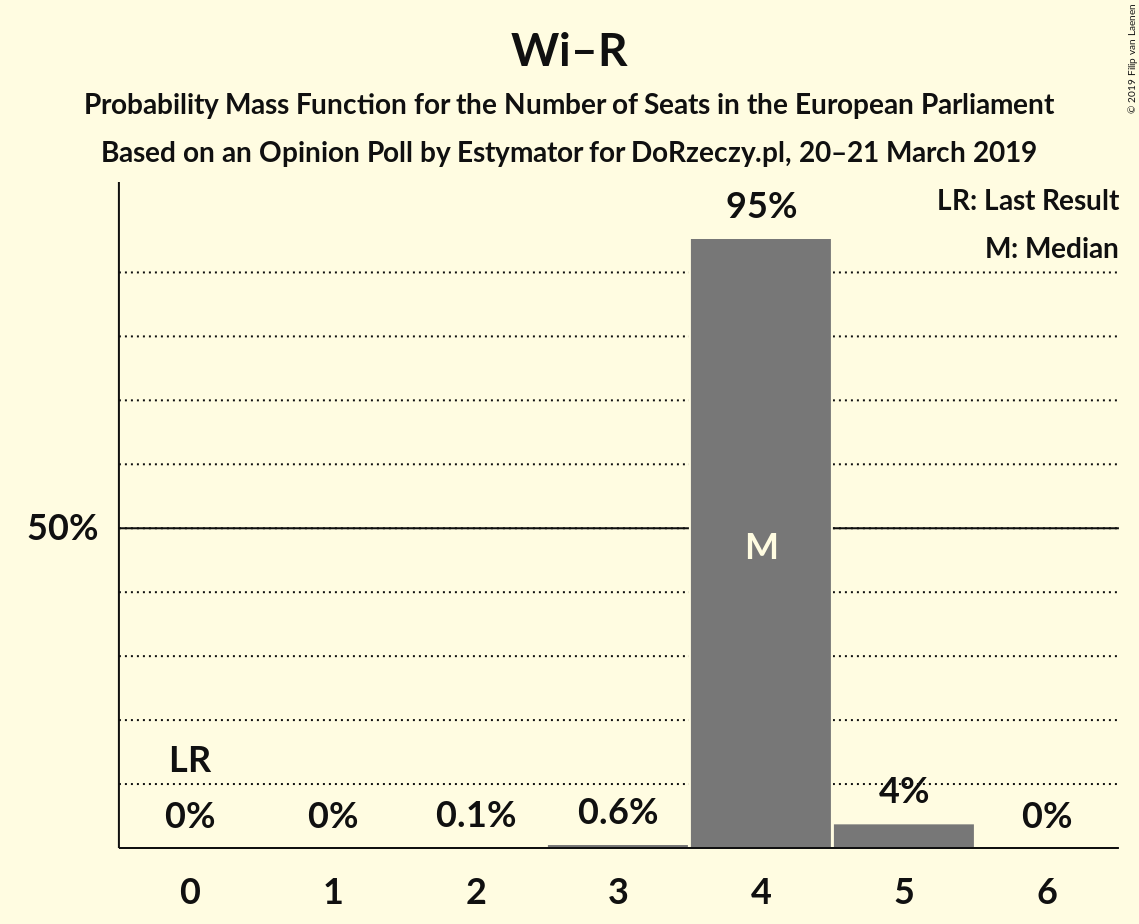 Wi–R
Probability Mass Function for the Number of Seats in the European Parliament
Based on an Opinion Poll by Estymator for DoRzeczy.pl, 20–21 March 2019
© 2019 Filip van Laenen
LR: Last Result
M: Median
95%
50%
M
LR
0%
0%
0.1%
0.6%
4%
0%
0 1 2 3 4 5 6